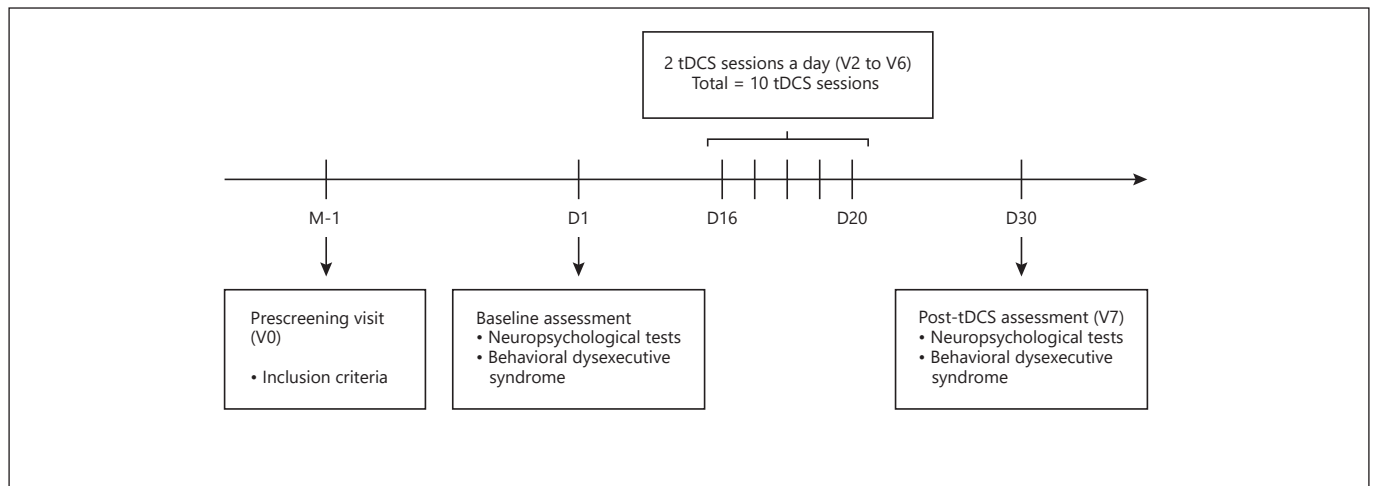 2 tDCS sessions a day (V2 to V6)
Total = 10 tDCS sessions
M-1
D1
D16
D20
D30
Prescreening visit
(V0)
• Inclusion criteria
Baseline assessment
• Neuropsychological tests
• Behavioral dysexecutive
syndrome
Post-tDCS assessment (V7)
• Neuropsychological tests
• Behavioral dysexecutive
syndrome